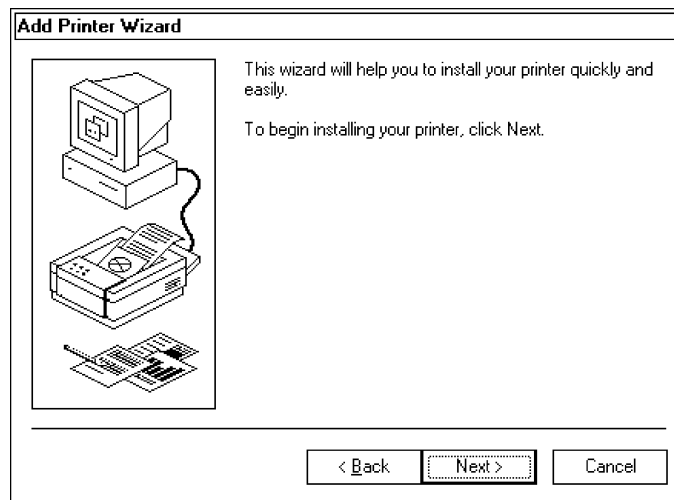 Add Printer Wizard
This wizard will help you to install your printer quickly and
easily.
To begin installing your printer, click Next.
< Back
Next >
Cancel